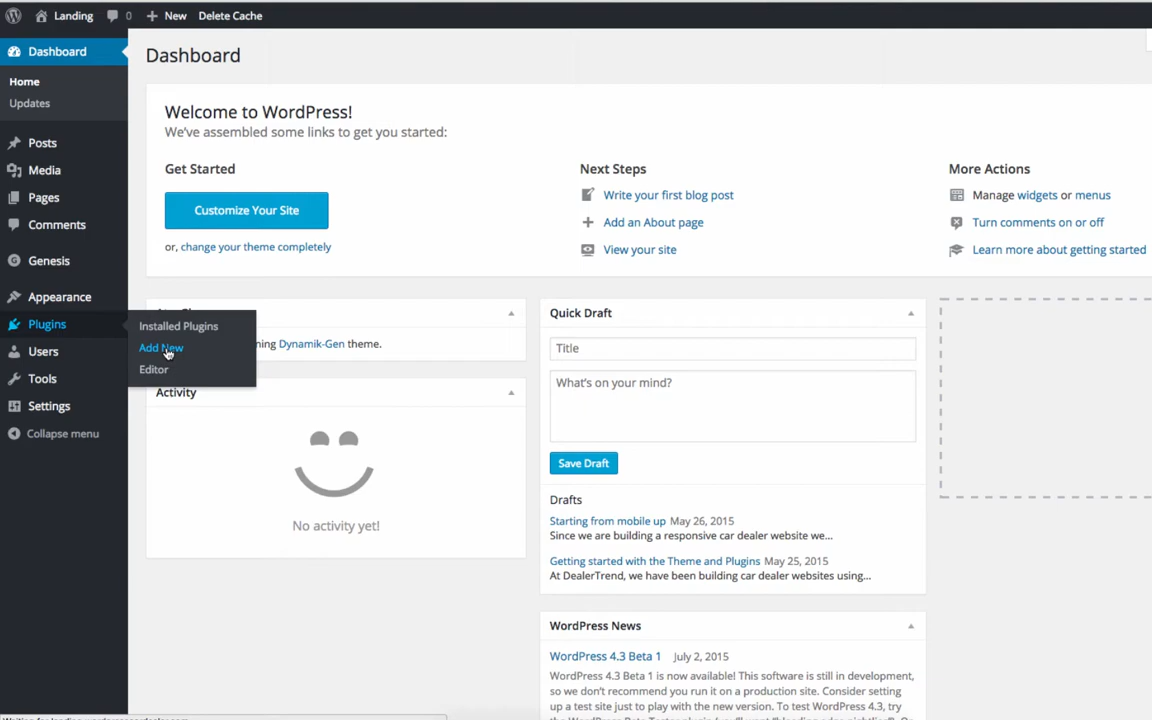 Landing 0 New Delete Cache
Dashboard
Home
Updates
Posts
Media
Pages
Comments
Genesis
Appearance
Plugins
Users
Tools
Settings
Collapse menu
Installed Plugins
Add New
Editor
Dashboard
Welcome to WordPress!
We've assembled some links to get you started:
Get Started
Customize Your Site
or, change your theme completely
Next Steps
Write your first blog post
Add an About page
View your site
More Actions
Manage widgets or menus
Turn comments on or off
Learn more about getting started
Dynamik-Gen theme.
Activity
No activity yet!
Quick Draft
Title
What's on your mind?
Save Draft
Drafts
Starting from mobile up May 26, 2015
Since we are building a responsive car dealer website we...
Getting started with the Theme and Plugins May 25, 2015
At DealerTrend, we have been building car dealer websites using...
WordPress News
WordPress 4.3 Beta 1 July 2, 2015
WordPress 4.3 Beta 1 is now available! This software is still in development,
so we don't recommend you run it on a production site. Consider setting
up a test site just to play with the new version. To test WordPress 4.3, try